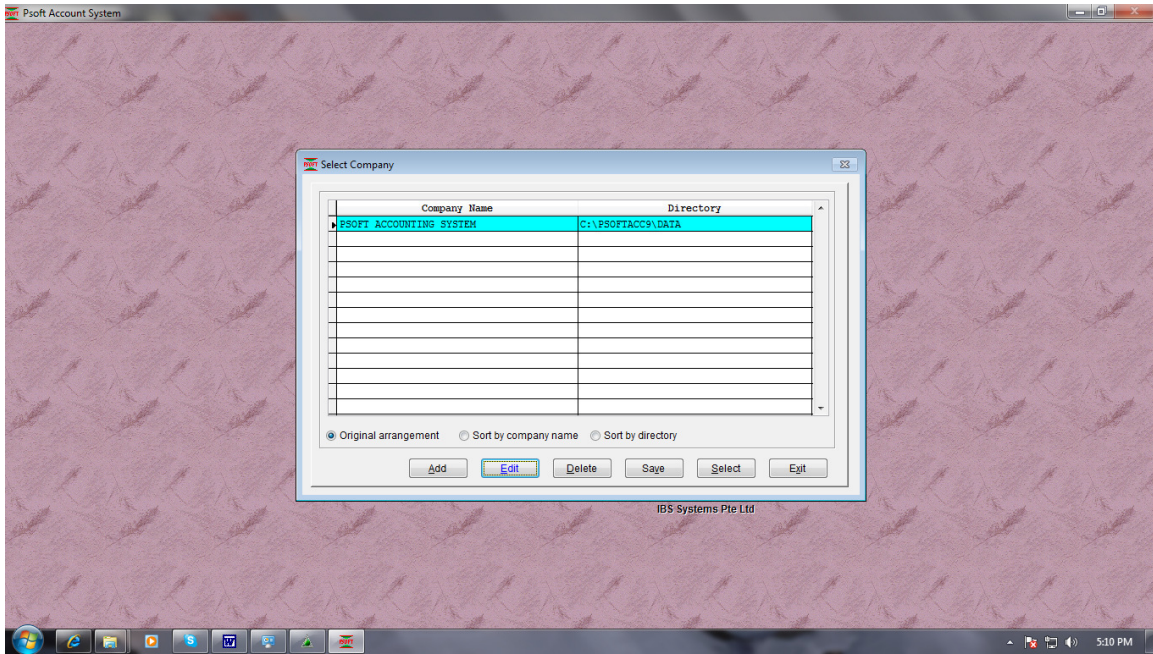 Psoft Account System
Select Company
Company Name Directory
PSOFT ACCOUNTING SYSTEM C:\PSOFTACC9\DATA
Original arrangement Sort by company name Sort by directory
Add Edit Delete Save Select Exit
IBS Systems Pte Ltd
5:10 PM